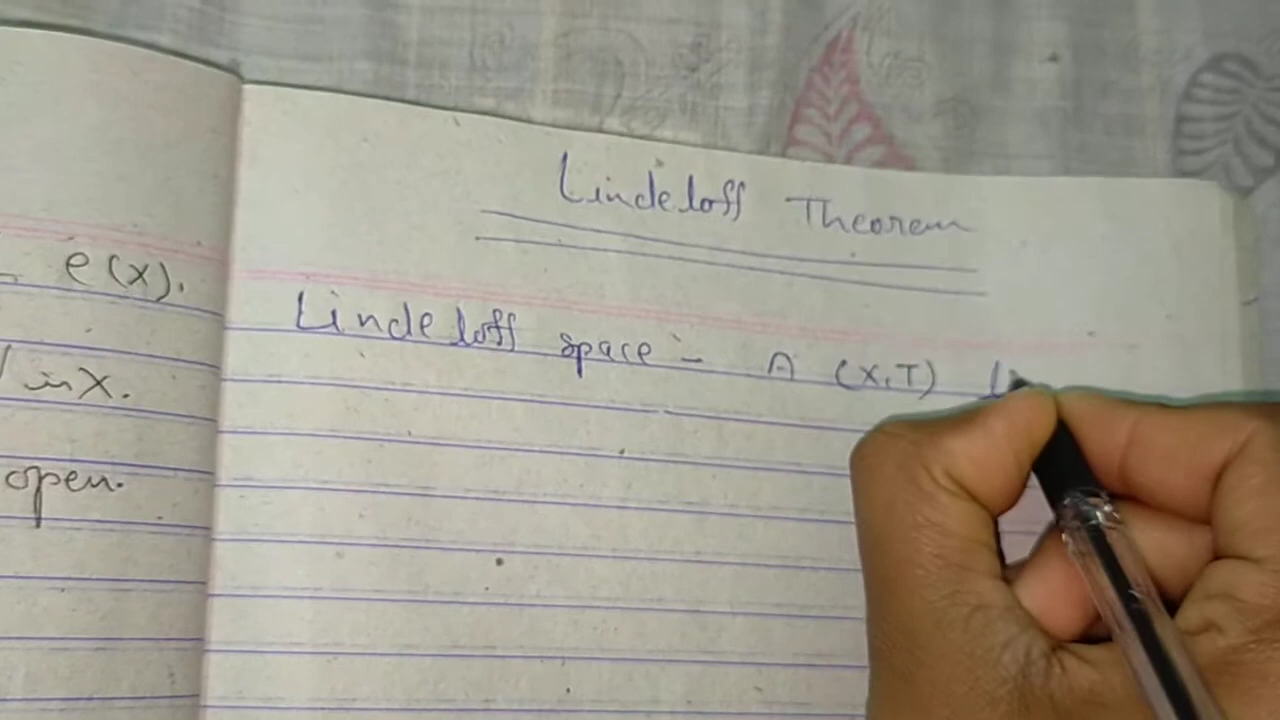 Lindeloff Theorem
e(X).
Lindeloff space :- A (X,T)
in X.
open.